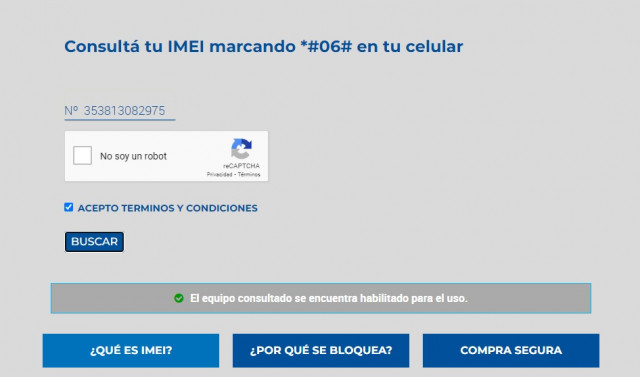 Consultá tu IMEI marcando *#06# en tu celular
Nº 353813082975
No soy un robot
reCAPTCHA
Privacidad - Términos
ACEPTO TERMINOS Y CONDICIONES
BUSCAR
El equipo consultado se encuentra habilitado para el uso.
¿QUÉ ES IMEI? ¿POR QUÉ SE BLOQUEA? COMPRA SEGURA